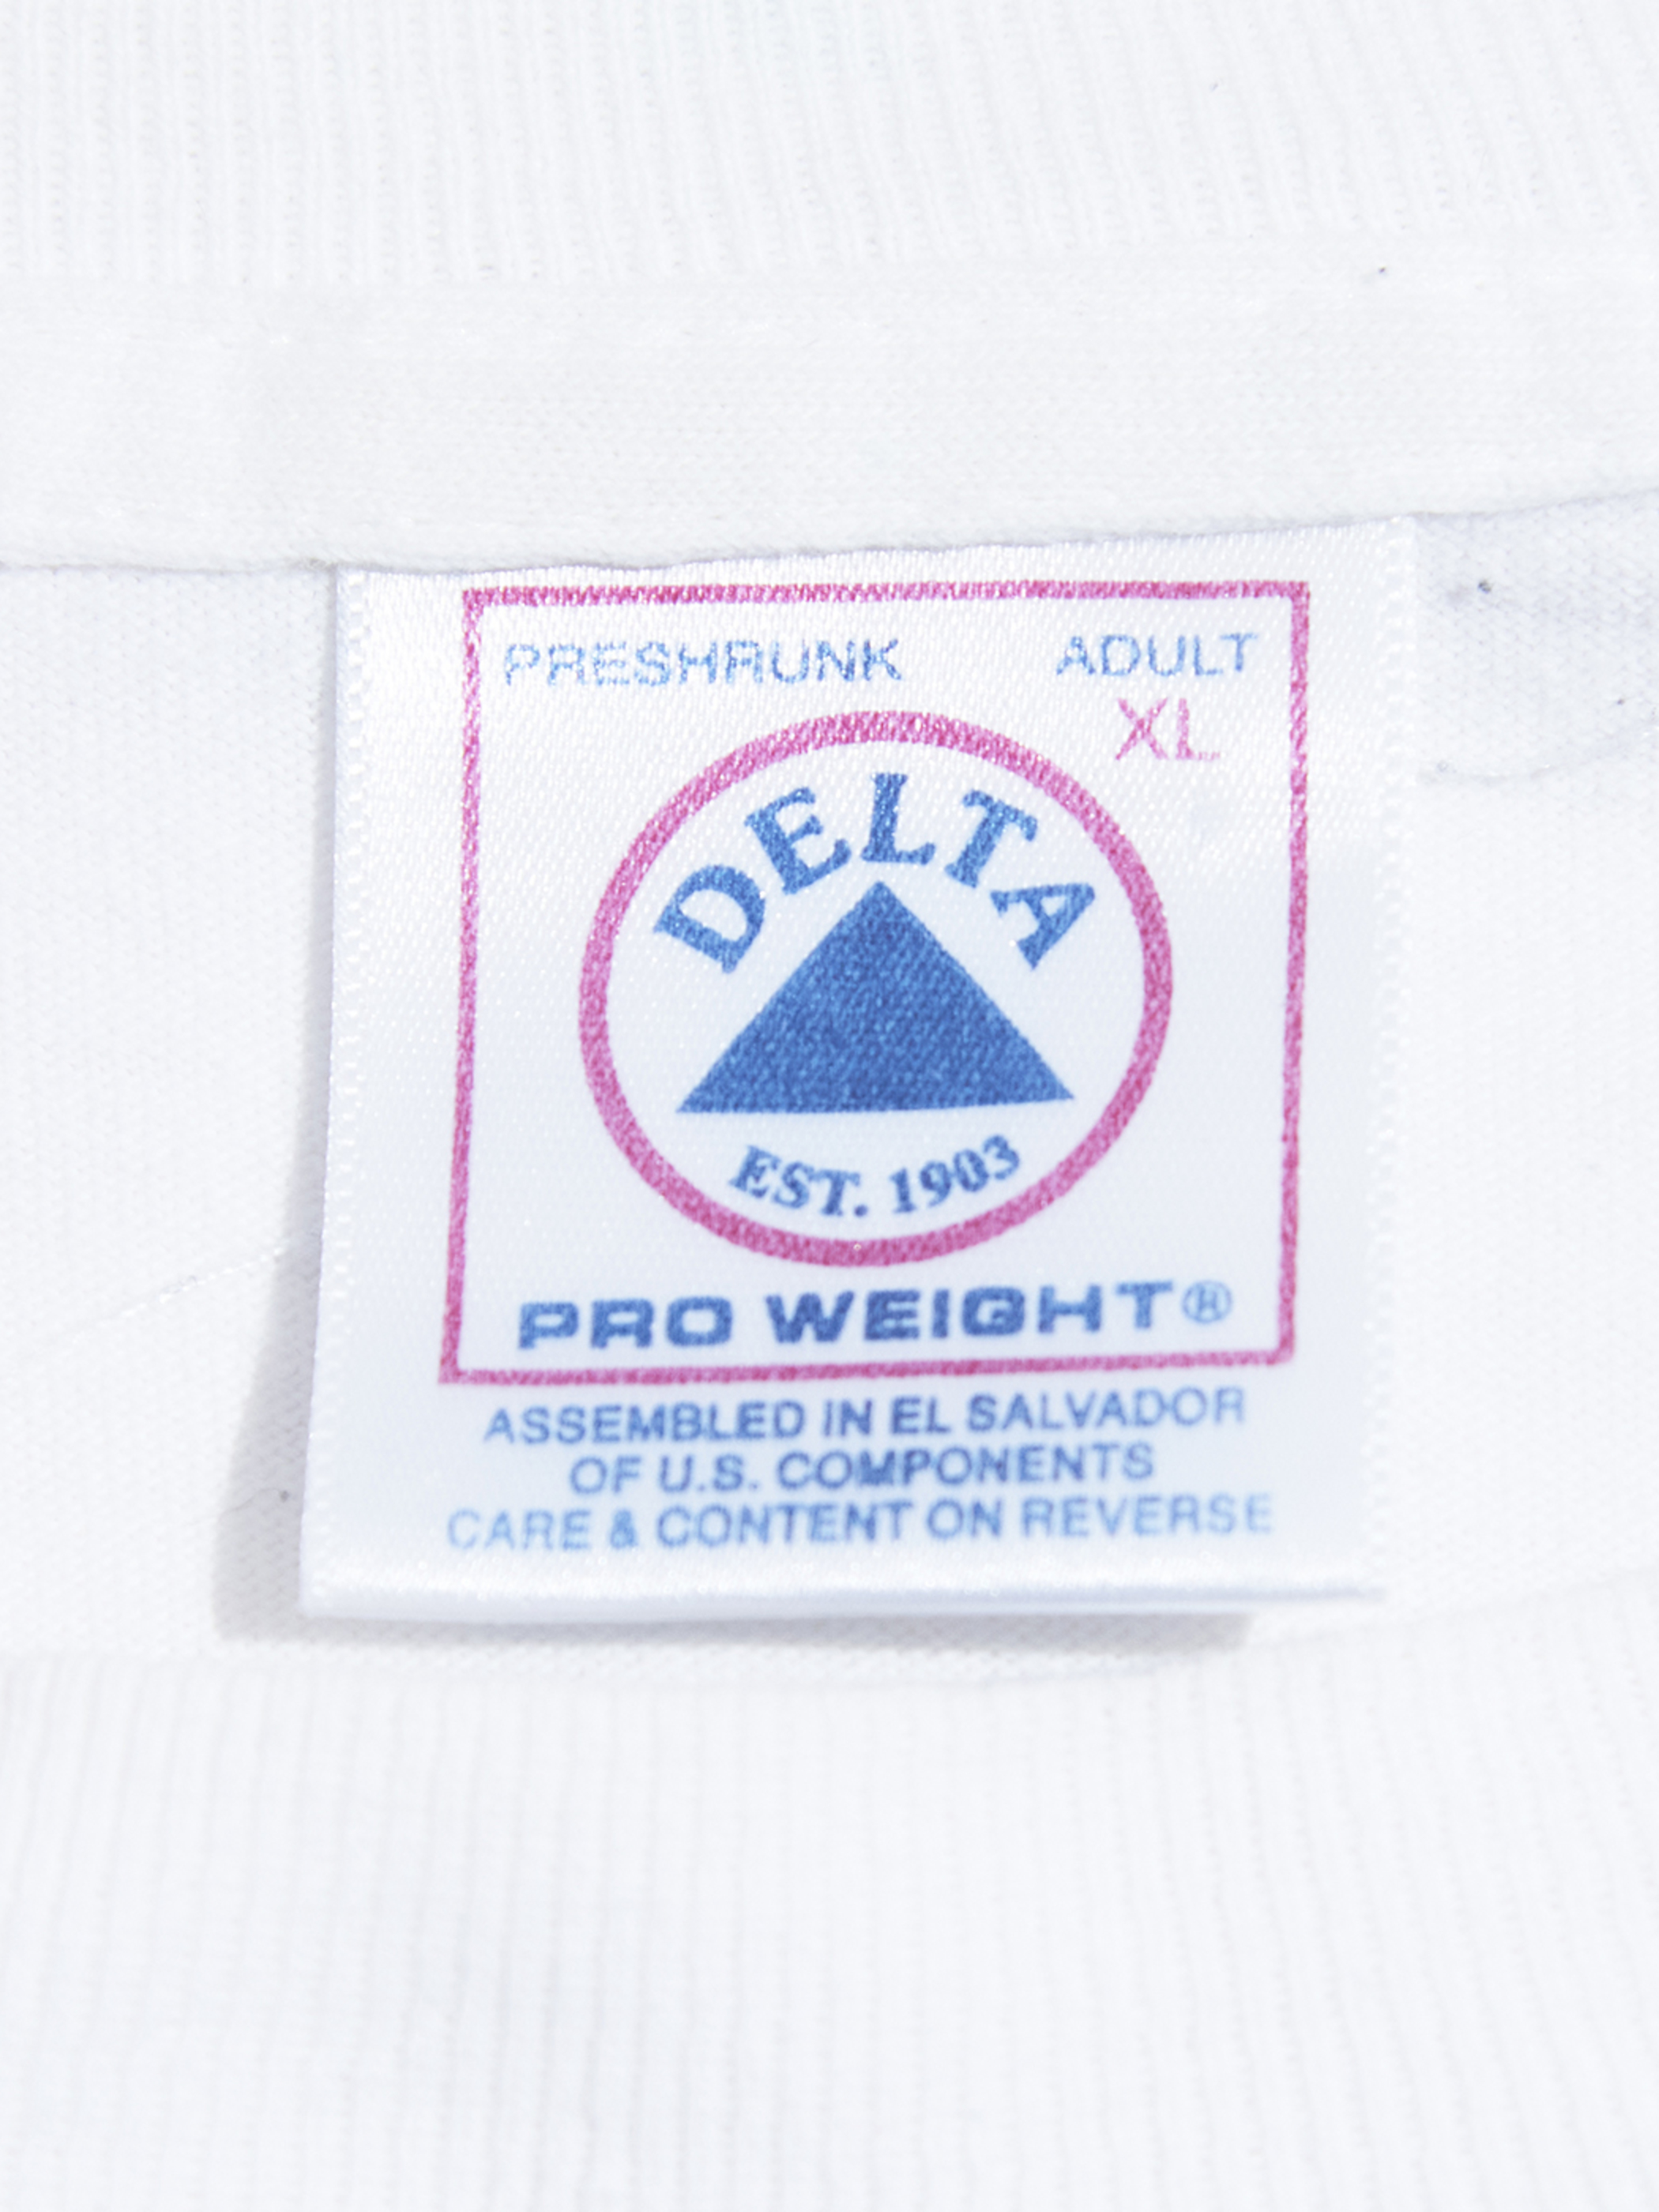 PRESHRUNK ADULT
XL
DELTA
EST. 1903
PRO WEIGHT®
ASSEMBLED IN EL SALVADOR
OF U.S. COMPONENTS
CARE & CONTENT ON REVERSE